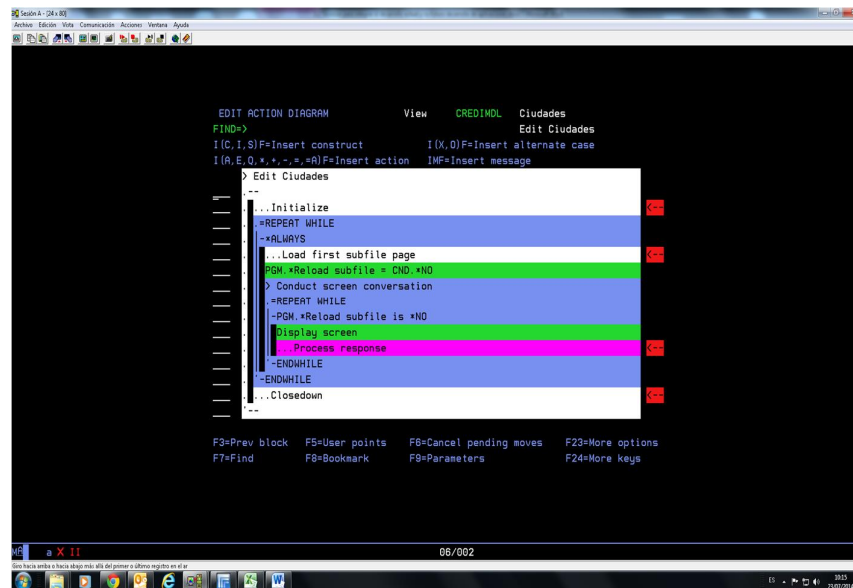 Sesión A - [24 x 80]
Archivo Edición Vista Comunicación Acciones Ventana Ayuda
EDIT ACTION DIAGRAM View CREDIMDL Ciudades
FIND=> Edit Ciudades
I(C,I,S)F=Insert construct I(X,O)F=Insert alternate case
I(A,E,Q,*,+,-,=,=A)F=Insert action IMF=Insert message
> Edit Ciudades
.--
. ...Initialize <--
. .=REPEAT WHILE
. |-*ALWAYS
. | ...Load first subfile page <--
. | PGM.*Reload subfile = CND.*NO
. | > Conduct screen conversation
. | .=REPEAT WHILE
. | |-PGM.*Reload subfile is *NO
. | | Display screen
. | | ...Process response <--
. | '-ENDWHILE
. '-ENDWHILE
. ...Closedown <--
'--
F3=Prev block F5=User points F6=Cancel pending moves F23=More options
F7=Find F8=Bookmark F9=Parameters F24=More keys
MA a X II 06/002
Giro hacia arriba o hacia abajo más allá del primer o último registro en el ar
ES 10:15
23/07/2014